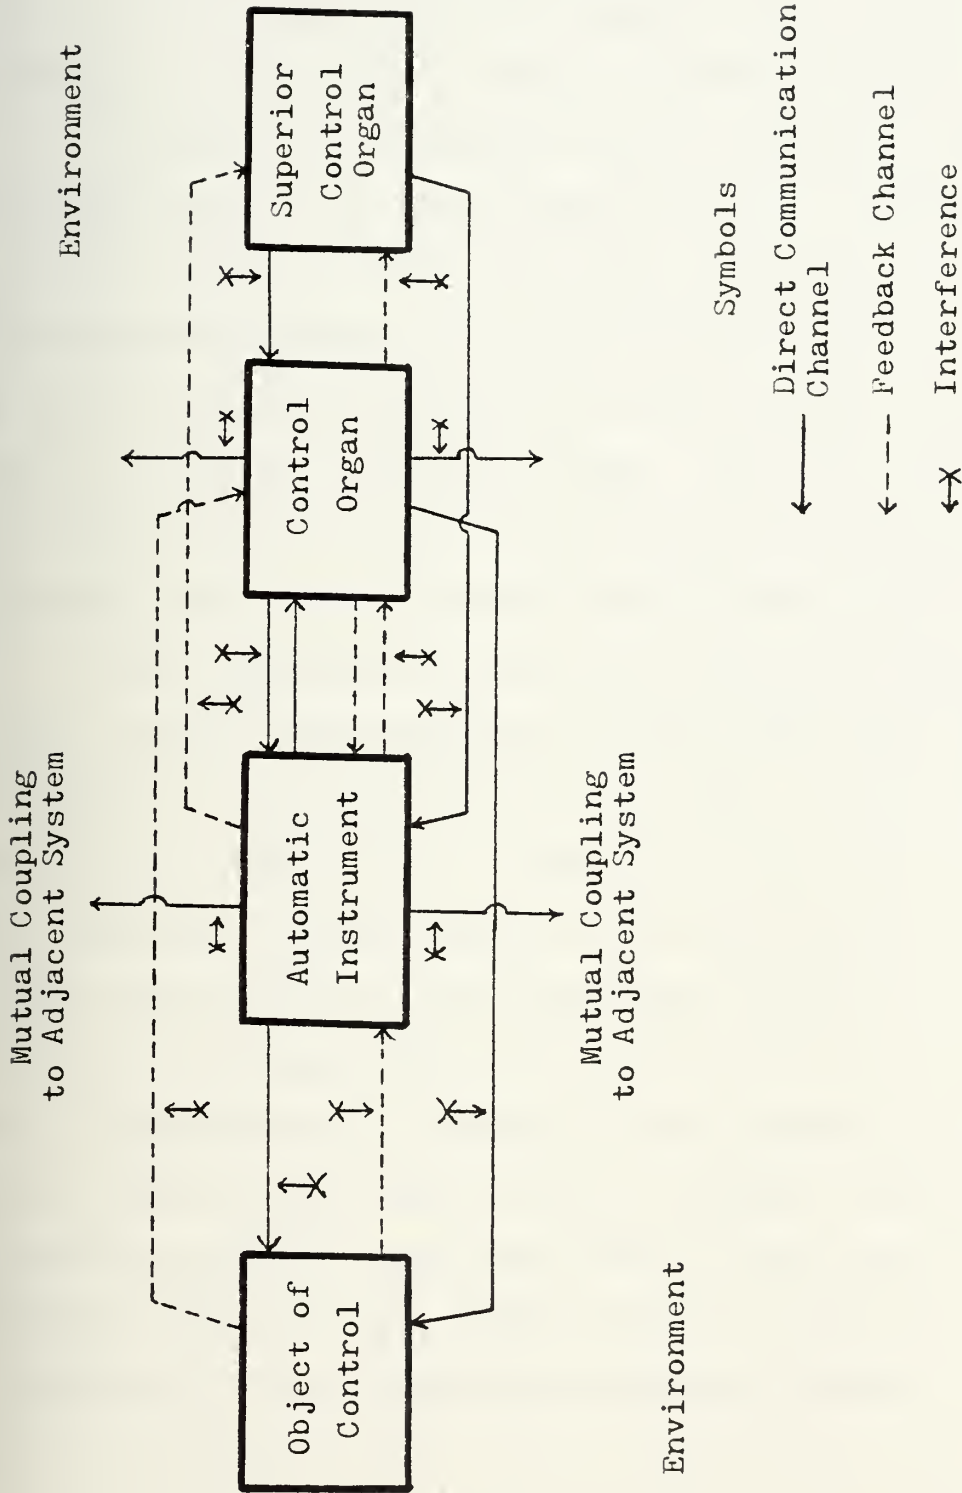 Environment
Mutual Coupling
to Adjacent System
Object of
Control
Automatic
Instrument
Control
Organ
Superior
Control
Organ
Environment
Mutual Coupling
to Adjacent System
Symbols
Direct Communication
Channel
Feedback Channel
Interference